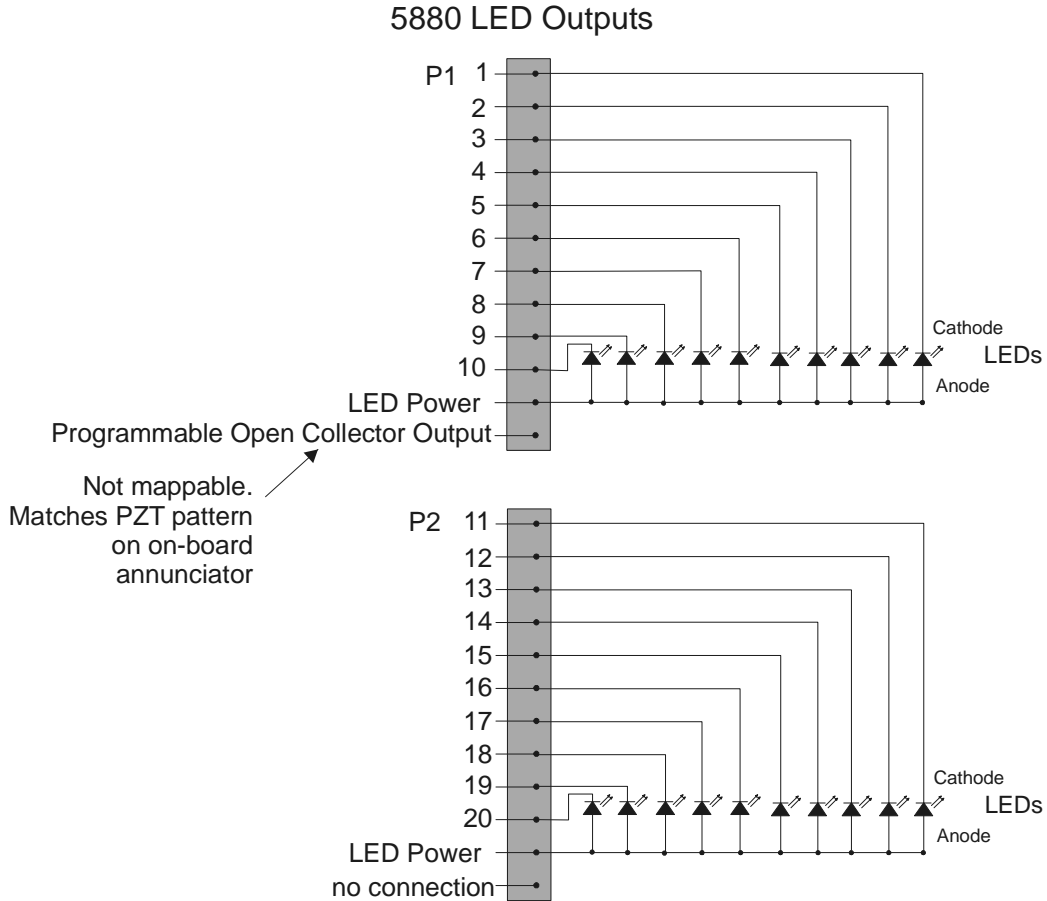 5880 LED Outputs
P1 1
2
3
4
5
6
7
8
9
10
Cathode
LEDs
Anode
LED Power
Programmable Open Collector Output
Not mappable.
Matches PZT pattern
on on-board
annunciator
P2 11
12
13
14
15
16
17
18
19
20
Cathode
LEDs
Anode
LED Power
no connection